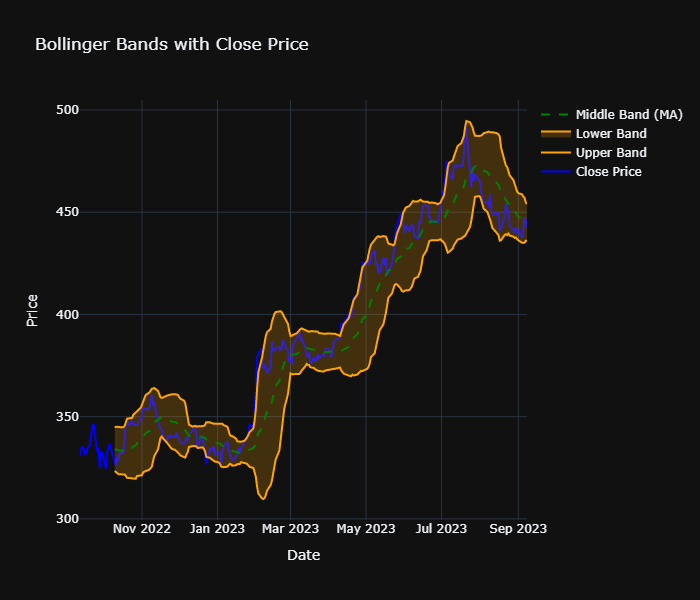 Bollinger Bands with Close Price
Middle Band (MA)
Lower Band
Upper Band
Close Price
500
450
400
350
300
Price
Nov 2022 Jan 2023 Mar 2023 May 2023 Jul 2023 Sep 2023
Date